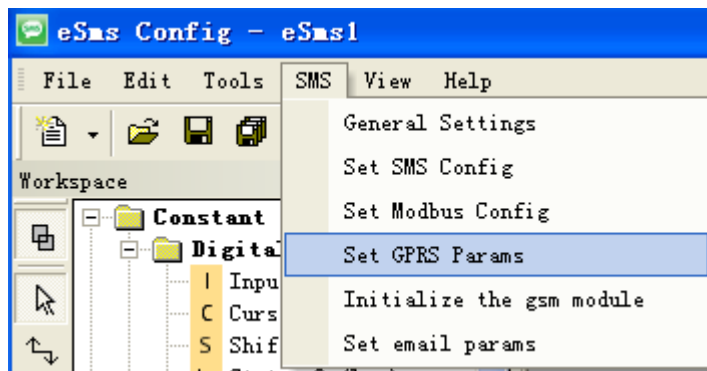 eSms Config - eSms1
File Edit Tools SMS View Help
General Settings
Set SMS Config
Set Modbus Config
Set GPRS Params
Initialize the gsm module
Set email params
Workspace
Constant
Digital
I Inpu
C Curs
S Shif